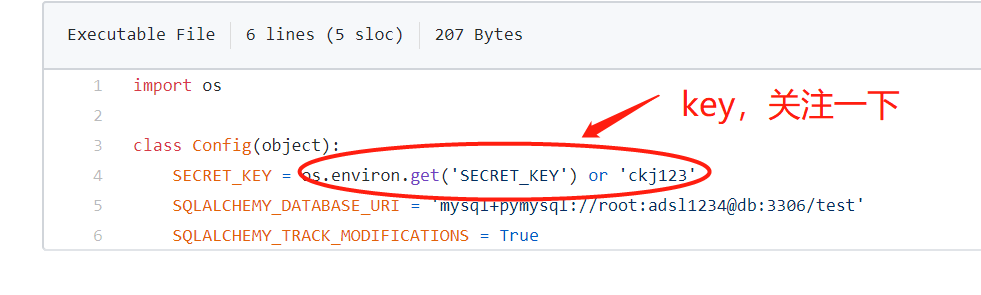 Executable File 6 lines (5 sloc) 207 Bytes
1 import os
key，关注一下
2
3 class Config(object):
4 SECRET_KEY = os.environ.get('SECRET_KEY') or 'ckj123'
5 SQLALCHEMY_DATABASE_URI = 'mysql+pymysql://root:adsl1234@db:3306/test'
6 SQLALCHEMY_TRACK_MODIFICATIONS = True